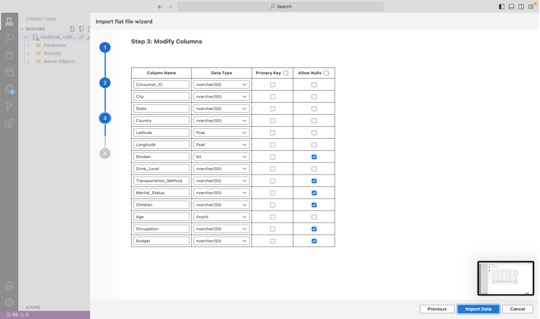 Search
CONNECTIONS
Import flat file wizard
SERVERS
localhost, <def...
Databases
Security
Server Objects
1
2
3
4
Step 3: Modify Columns
Column Name Data Type Primary Key Allow Nulls
Consumer_ID nvarchar(50)
City nvarchar(50)
State nvarchar(50)
Country nvarchar(50)
Latitude float
Longitude float
Smoker bit
Drink_Level nvarchar(50)
Transportation_Method nvarchar(50)
Marital_Status nvarchar(50)
Children nvarchar(50)
Age tinyint
Occupation nvarchar(50)
Budget nvarchar(50)
AZURE
Previous Import Data Cancel